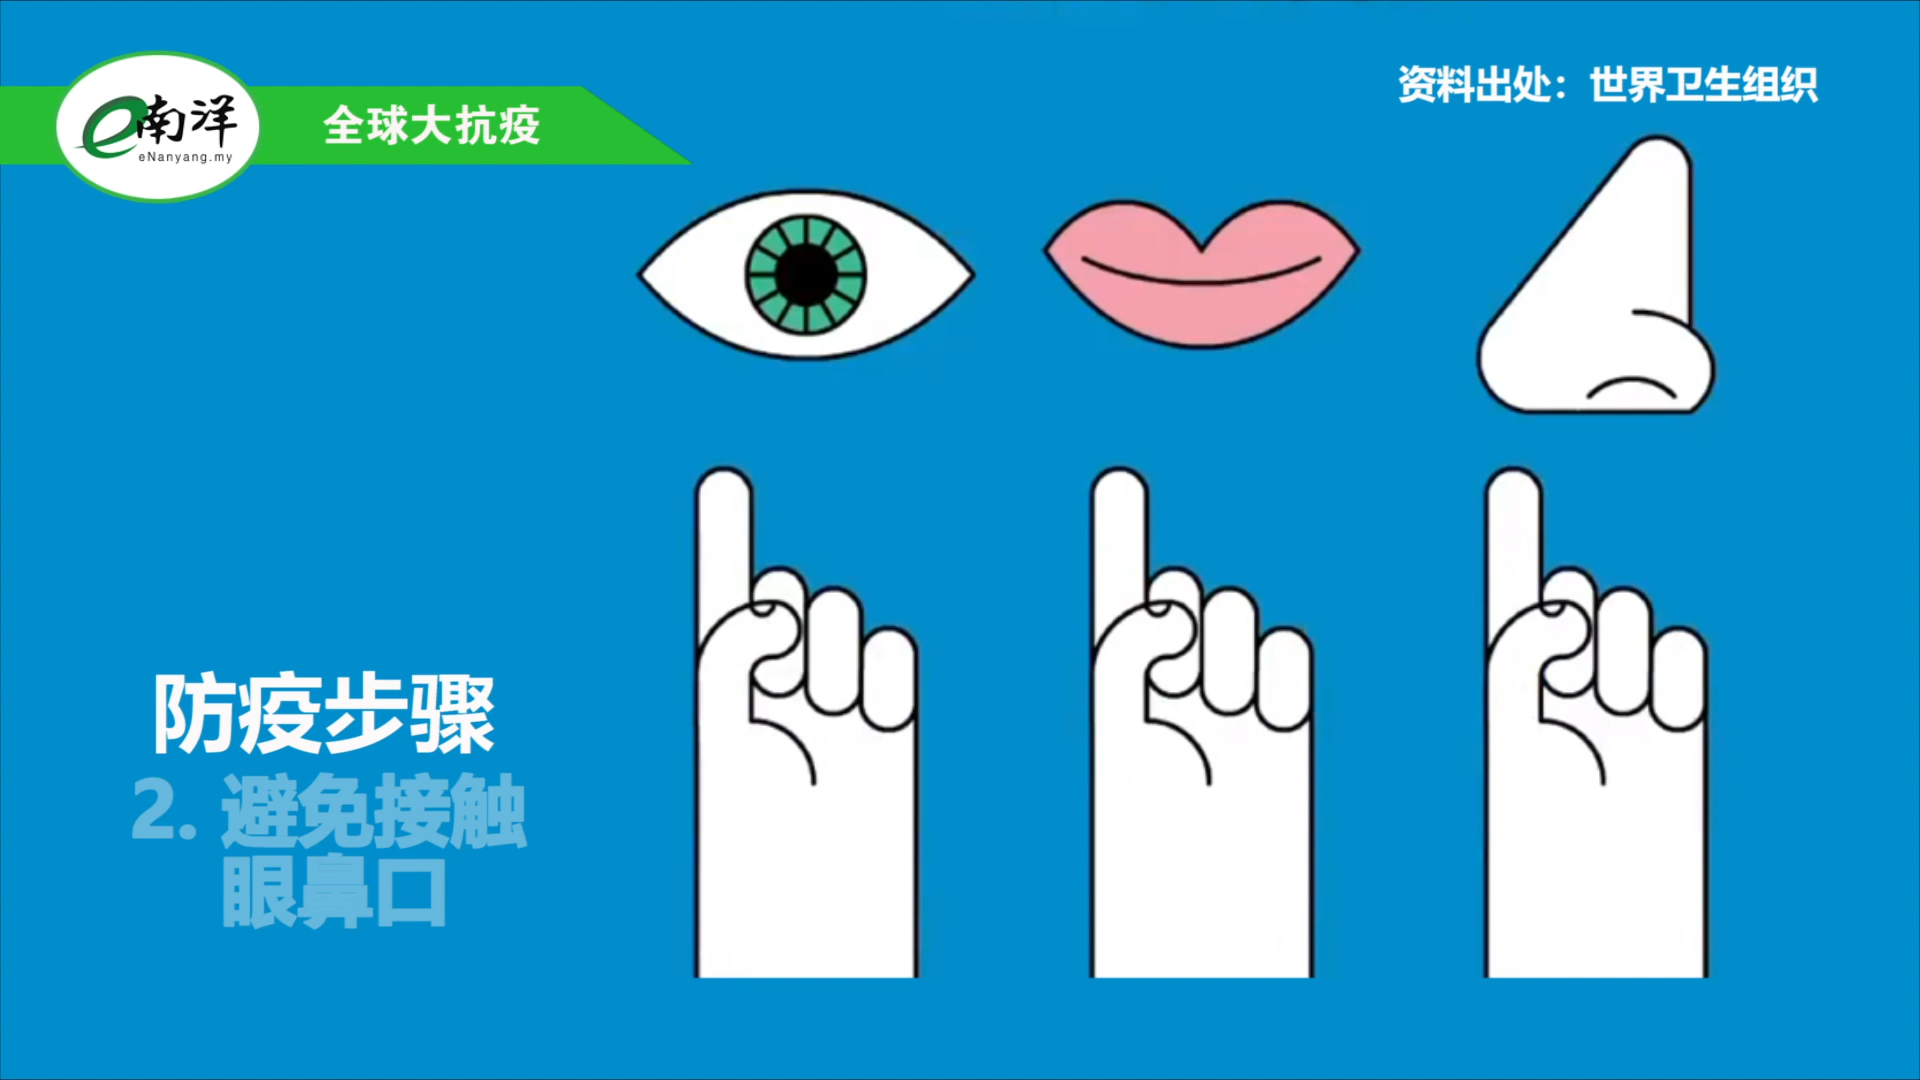 e南洋
eNanyang.my
全球大抗疫
资料出处：世界卫生组织
防疫步骤
2. 避免接触
眼鼻口